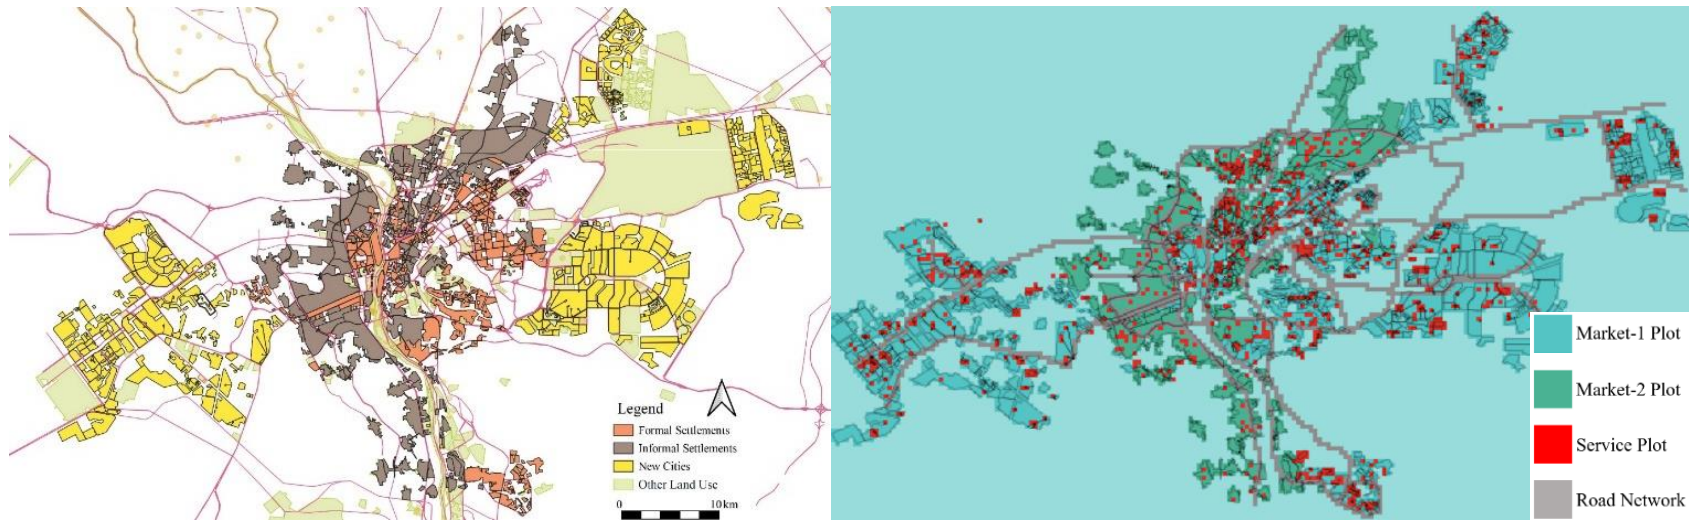 Legend
Formal Settlements
Informal Settlements
New Cities
Other Land Use
0 10km
Market-1 Plot
Market-2 Plot
Service Plot
Road Network